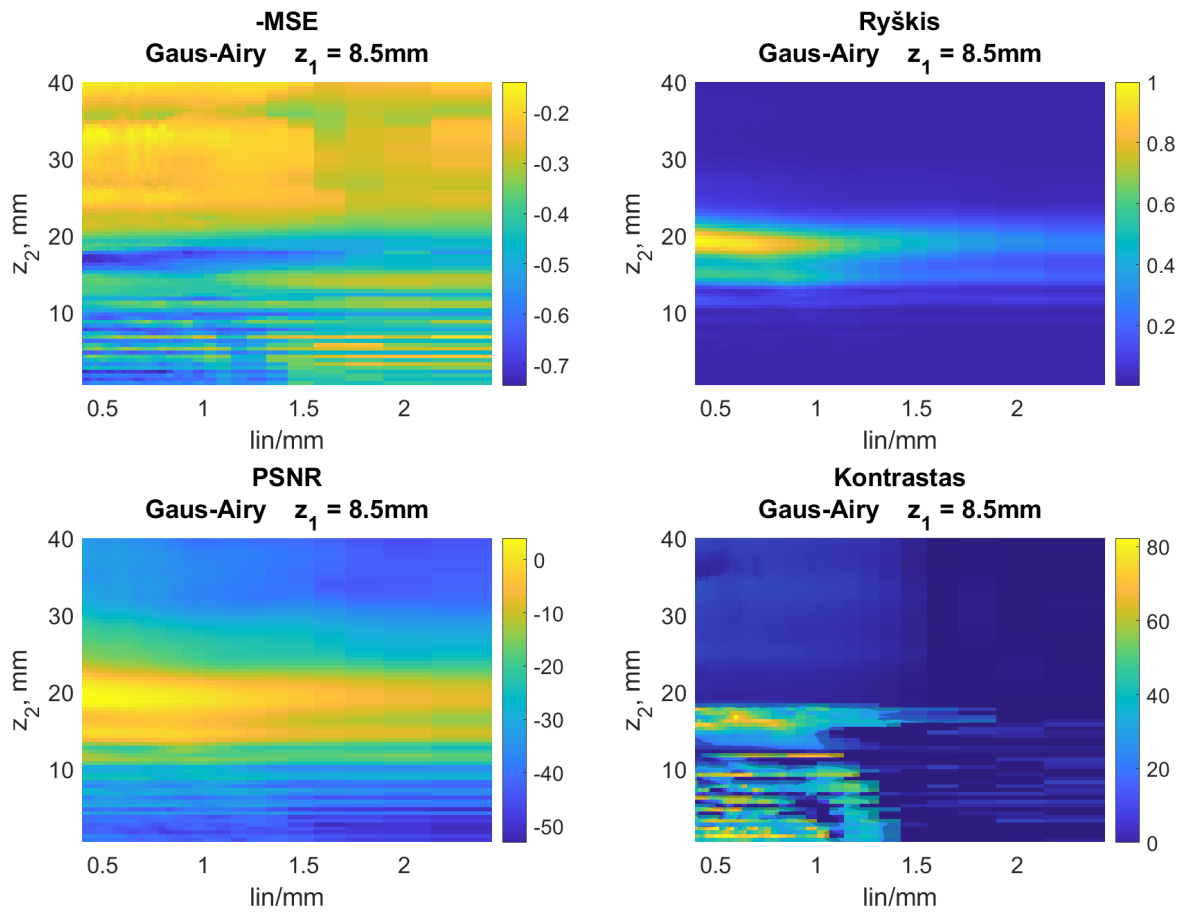 -MSE
Gaus-Airy z₁ = 8.5mm
40
30
20
10
z₂, mm
0.5 1 1.5 2
lin/mm
-0.2
-0.3
-0.4
-0.5
-0.6
-0.7
Ryškis
Gaus-Airy z₁ = 8.5mm
40
30
20
10
z₂, mm
0.5 1 1.5 2
lin/mm
1
0.8
0.6
0.4
0.2
PSNR
Gaus-Airy z₁ = 8.5mm
40
30
20
10
z₂, mm
0.5 1 1.5 2
lin/mm
0
-10
-20
-30
-40
-50
Kontrastas
Gaus-Airy z₁ = 8.5mm
40
30
20
10
z₂, mm
0.5 1 1.5 2
lin/mm
80
60
40
20
0